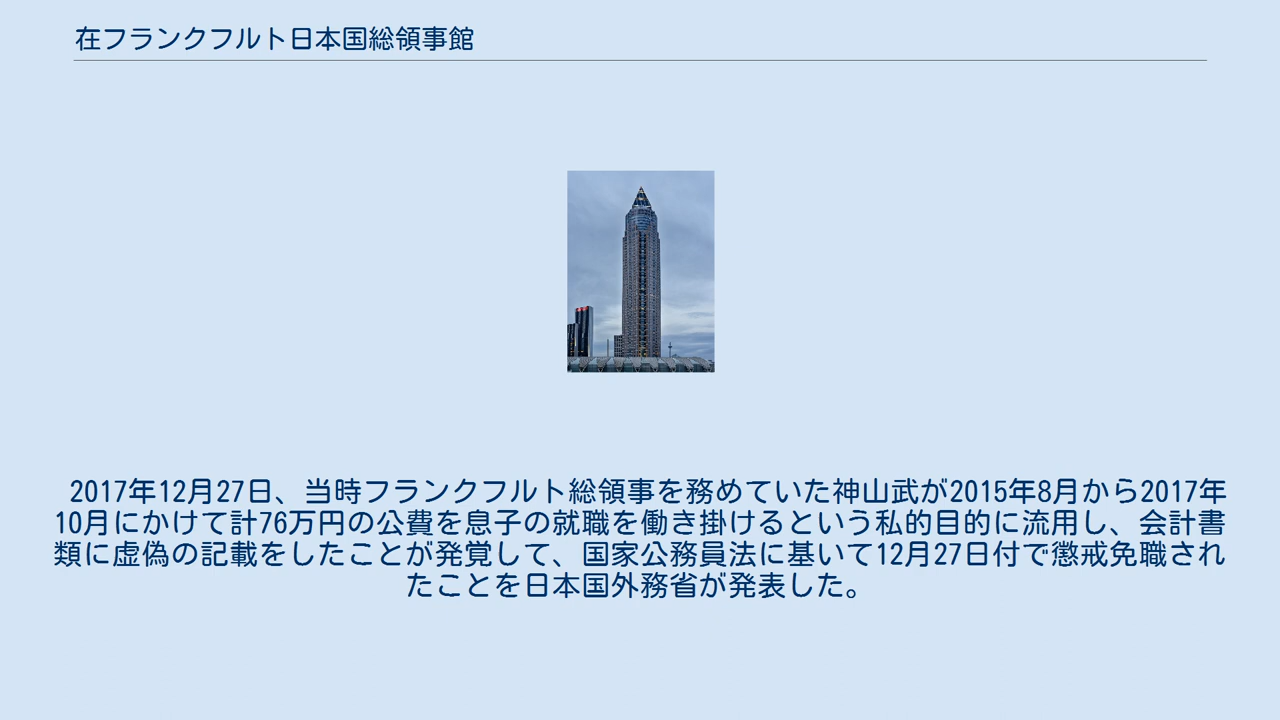 在フランクフルト日本国総領事館
2017年12月27日、当時フランクフルト総領事を務めていた神山武が2015年8月から2017年
10月にかけて計76万円の公費を息子の就職を働き掛けるという私的目的に流用し、会計書
類に虚偽の記載をしたことが発覚して、国家公務員法に基いて12月27日付で懲戒免職され
たことを日本国外務省が発表した。